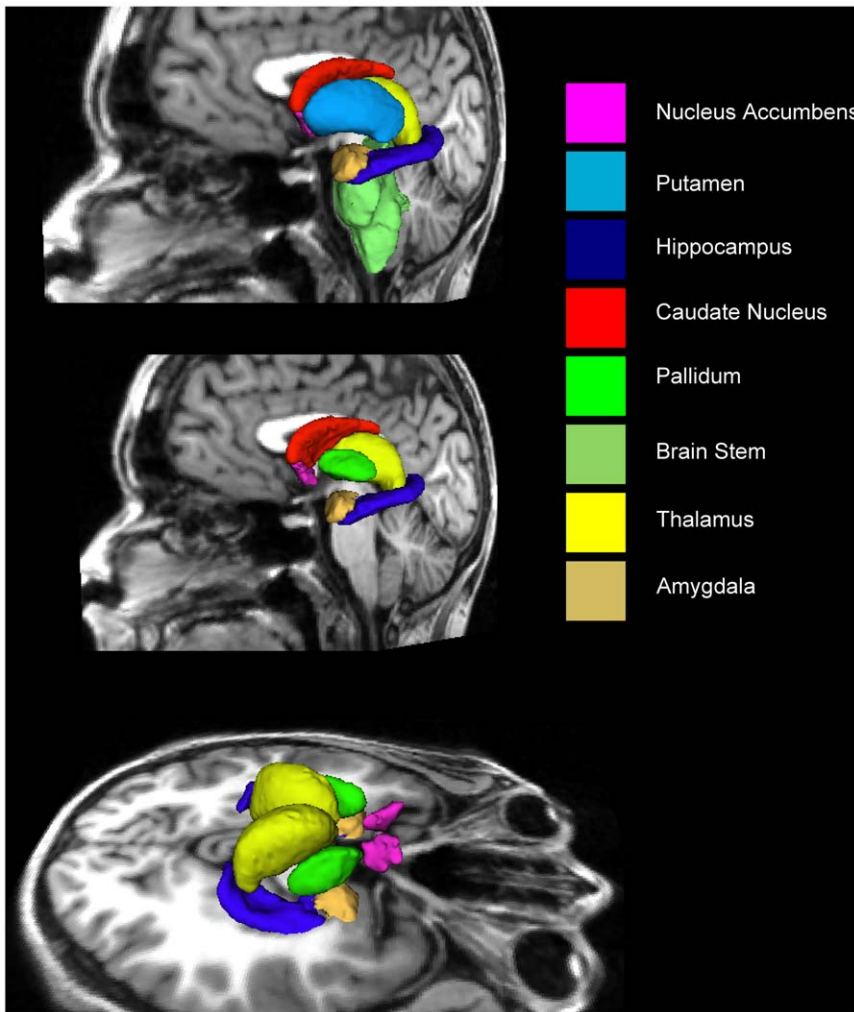 Nucleus Accumbens
Putamen
Hippocampus
Caudate Nucleus
Pallidum
Brain Stem
Thalamus
Amygdala